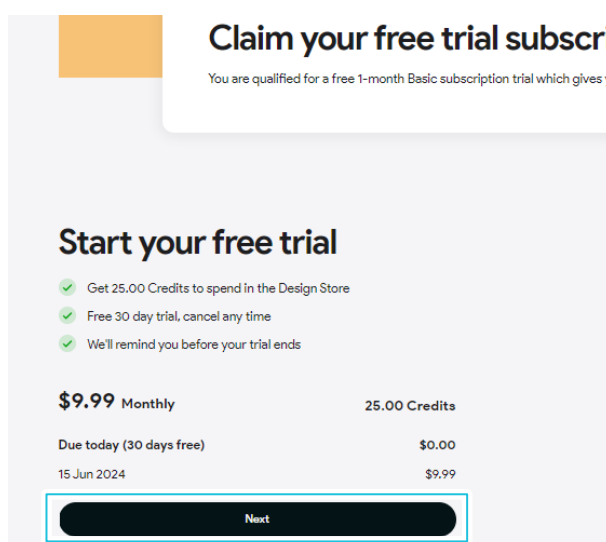 Claim your free trial
You are qualified for a free 1-month Basic subscription trial which gives
Start your free trial
Get 25.00 Credits to spend in the Design Store
Free 30 day trial, cancel any time
We'll remind you before your trial ends
$9.99 Monthly 25.00 Credits
Due today (30 days free) $0.00
15 Jun 2024 $9.99
Next